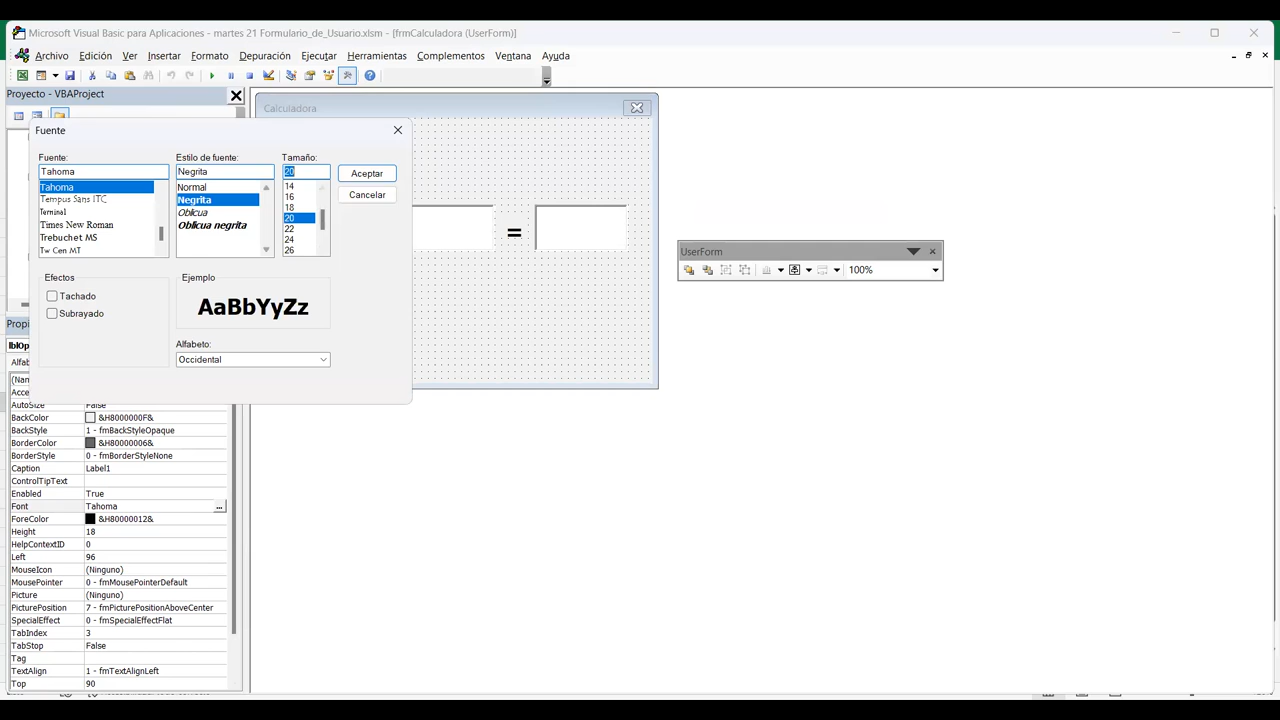 Microsoft Visual Basic para Aplicaciones - martes 21 Formulario_de_Usuario.xlsm - [frmCalculadora (UserForm)]
Archivo Edición Ver Insertar Formato Depuración Ejecutar Herramientas Complementos Ventana Ayuda
Proyecto - VBAProject
Calculadora
=
Fuente
Fuente:
Tahoma
Tahoma
Tempus Sans ITC
Terminal
Times New Roman
Trebuchet MS
Tw Cen MT
Estilo de fuente:
Negrita
Normal
Negrita
Oblicua
Oblicua negrita
Tamaño:
20
14
16
18
20
22
24
26
Aceptar
Cancelar
Efectos
Tachado
Subrayado
Ejemplo
AaBbYyZz
Alfabeto:
Occidental
UserForm
100%
AutoSize False
BackColor &H8000000F&
BackStyle 1 - fmBackStyleOpaque
BorderColor &H80000006&
BorderStyle 0 - fmBorderStyleNone
Caption Label1
ControlTipText
Enabled True
Font Tahoma ...
ForeColor &H80000012&
Height 18
HelpContextID 0
Left 96
MouseIcon (Ninguno)
MousePointer 0 - fmMousePointerDefault
Picture (Ninguno)
PicturePosition 7 - fmPicturePositionAboveCenter
SpecialEffect 0 - fmSpecialEffectFlat
TabIndex 3
TabStop False
Tag
TextAlign 1 - fmTextAlignLeft
Top 90